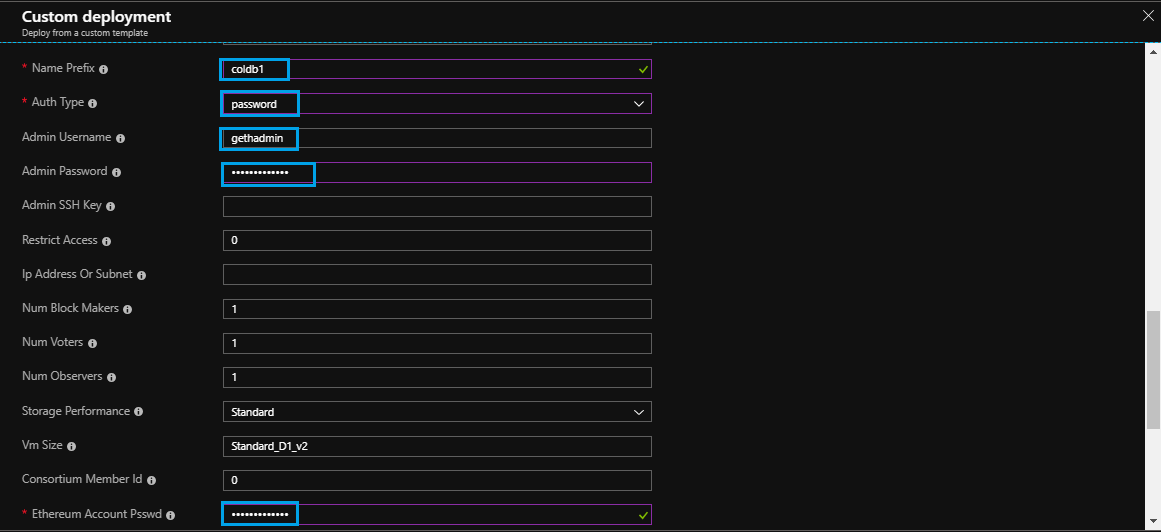 Custom deployment
Deploy from a custom template
* Name Prefix coldb1
* Auth Type password
Admin Username gethadmin
Admin Password •••••••••••••
Admin SSH Key
Restrict Access 0
Ip Address Or Subnet
Num Block Makers 1
Num Voters 1
Num Observers 1
Storage Performance Standard
Vm Size Standard_D1_v2
Consortium Member Id 0
* Ethereum Account Psswd •••••••••••••